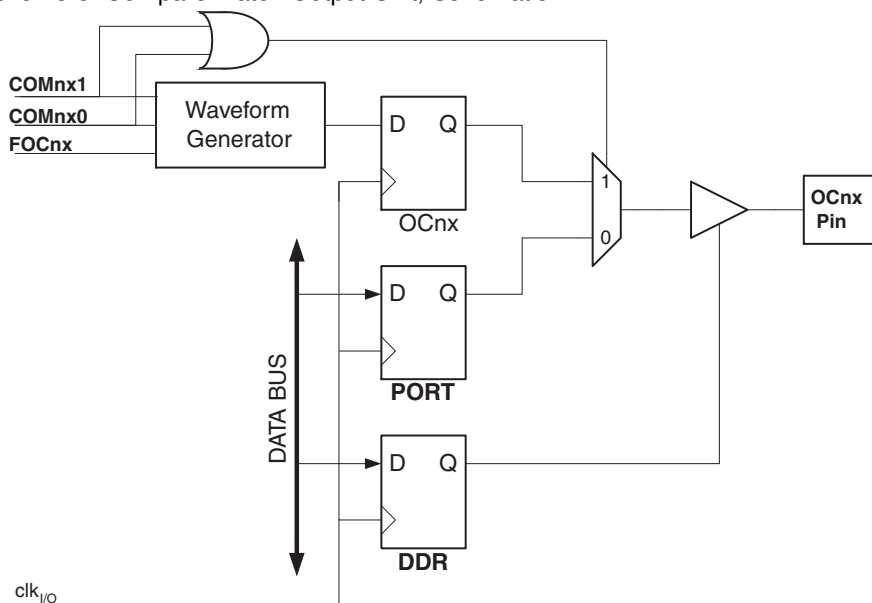 COMnx1
COMnx0
FOCnx
Waveform
Generator
D Q
OCnx
1
0
OCnx
Pin
D Q
PORT
DATA BUS
D Q
DDR
clkI/O